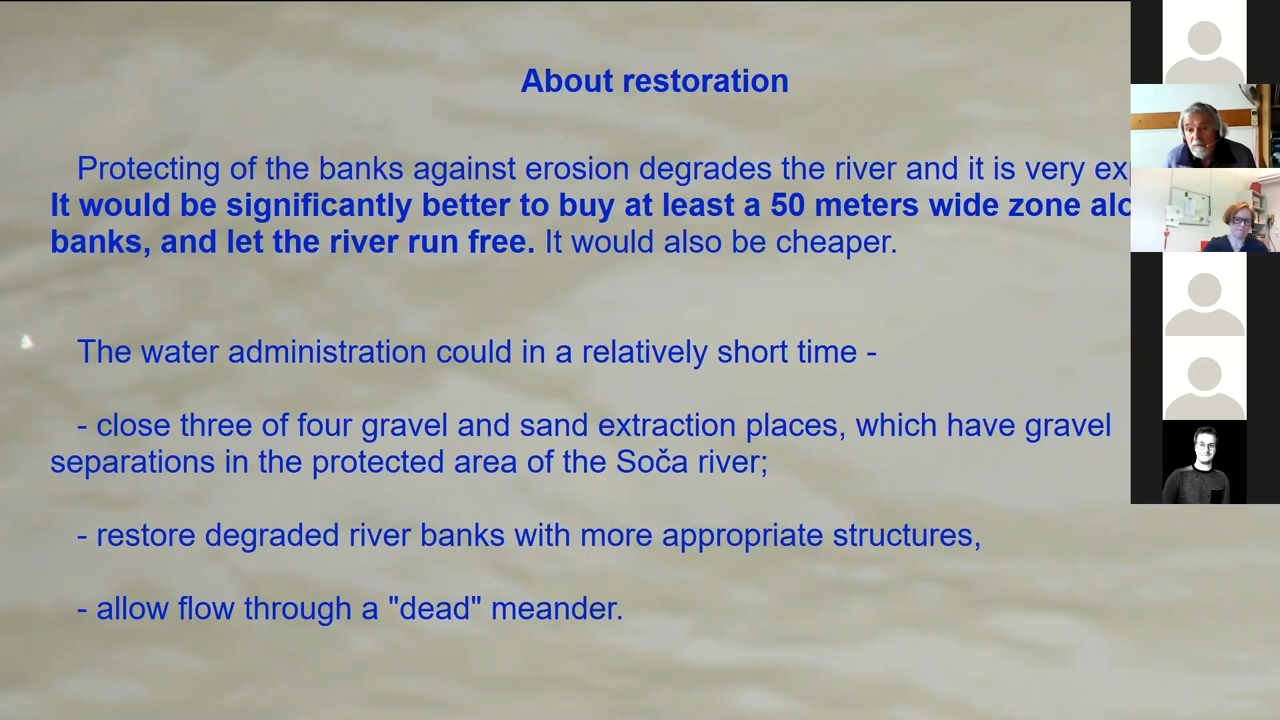 About restoration
Protecting of the banks against erosion degrades the river and it is very
It would be significantly better to buy at least a 50 meters wide zone
banks, and let the river run free. It would also be cheaper.
The water administration could in a relatively short time -
- close three of four gravel and sand extraction places, which have gravel
separations in the protected area of the Soča river;
- restore degraded river banks with more appropriate structures,
- allow flow through a "dead" meander.